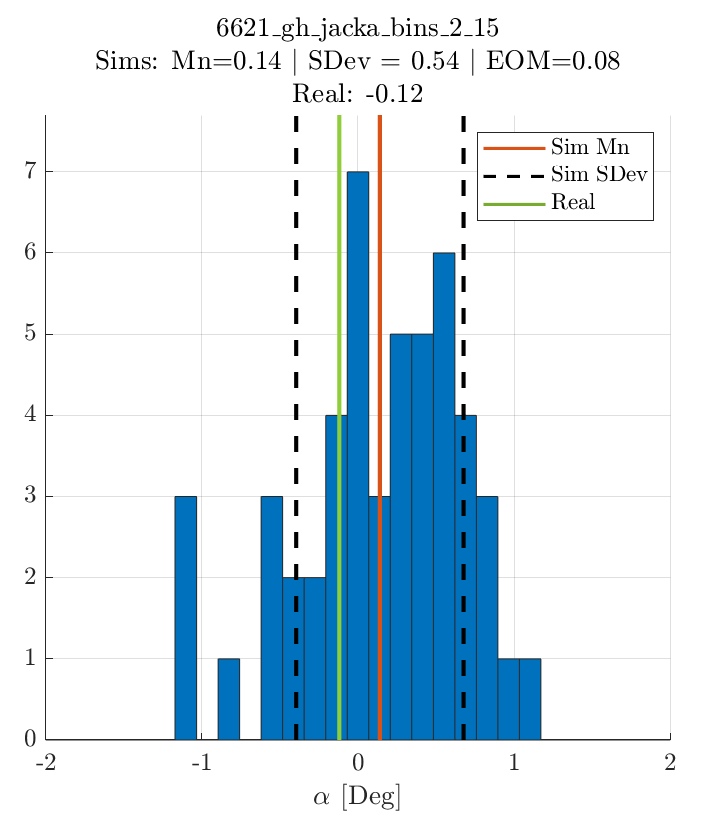 6621_gh_jacka_bins_2_15
Sims: Mn=0.14 | SDev = 0.54 | EOM=0.08
Real: -0.12
Sim Mn
Sim SDev
Real
7
6
5
4
3
2
1
0
-2 -1 0 1 2
α [Deg]